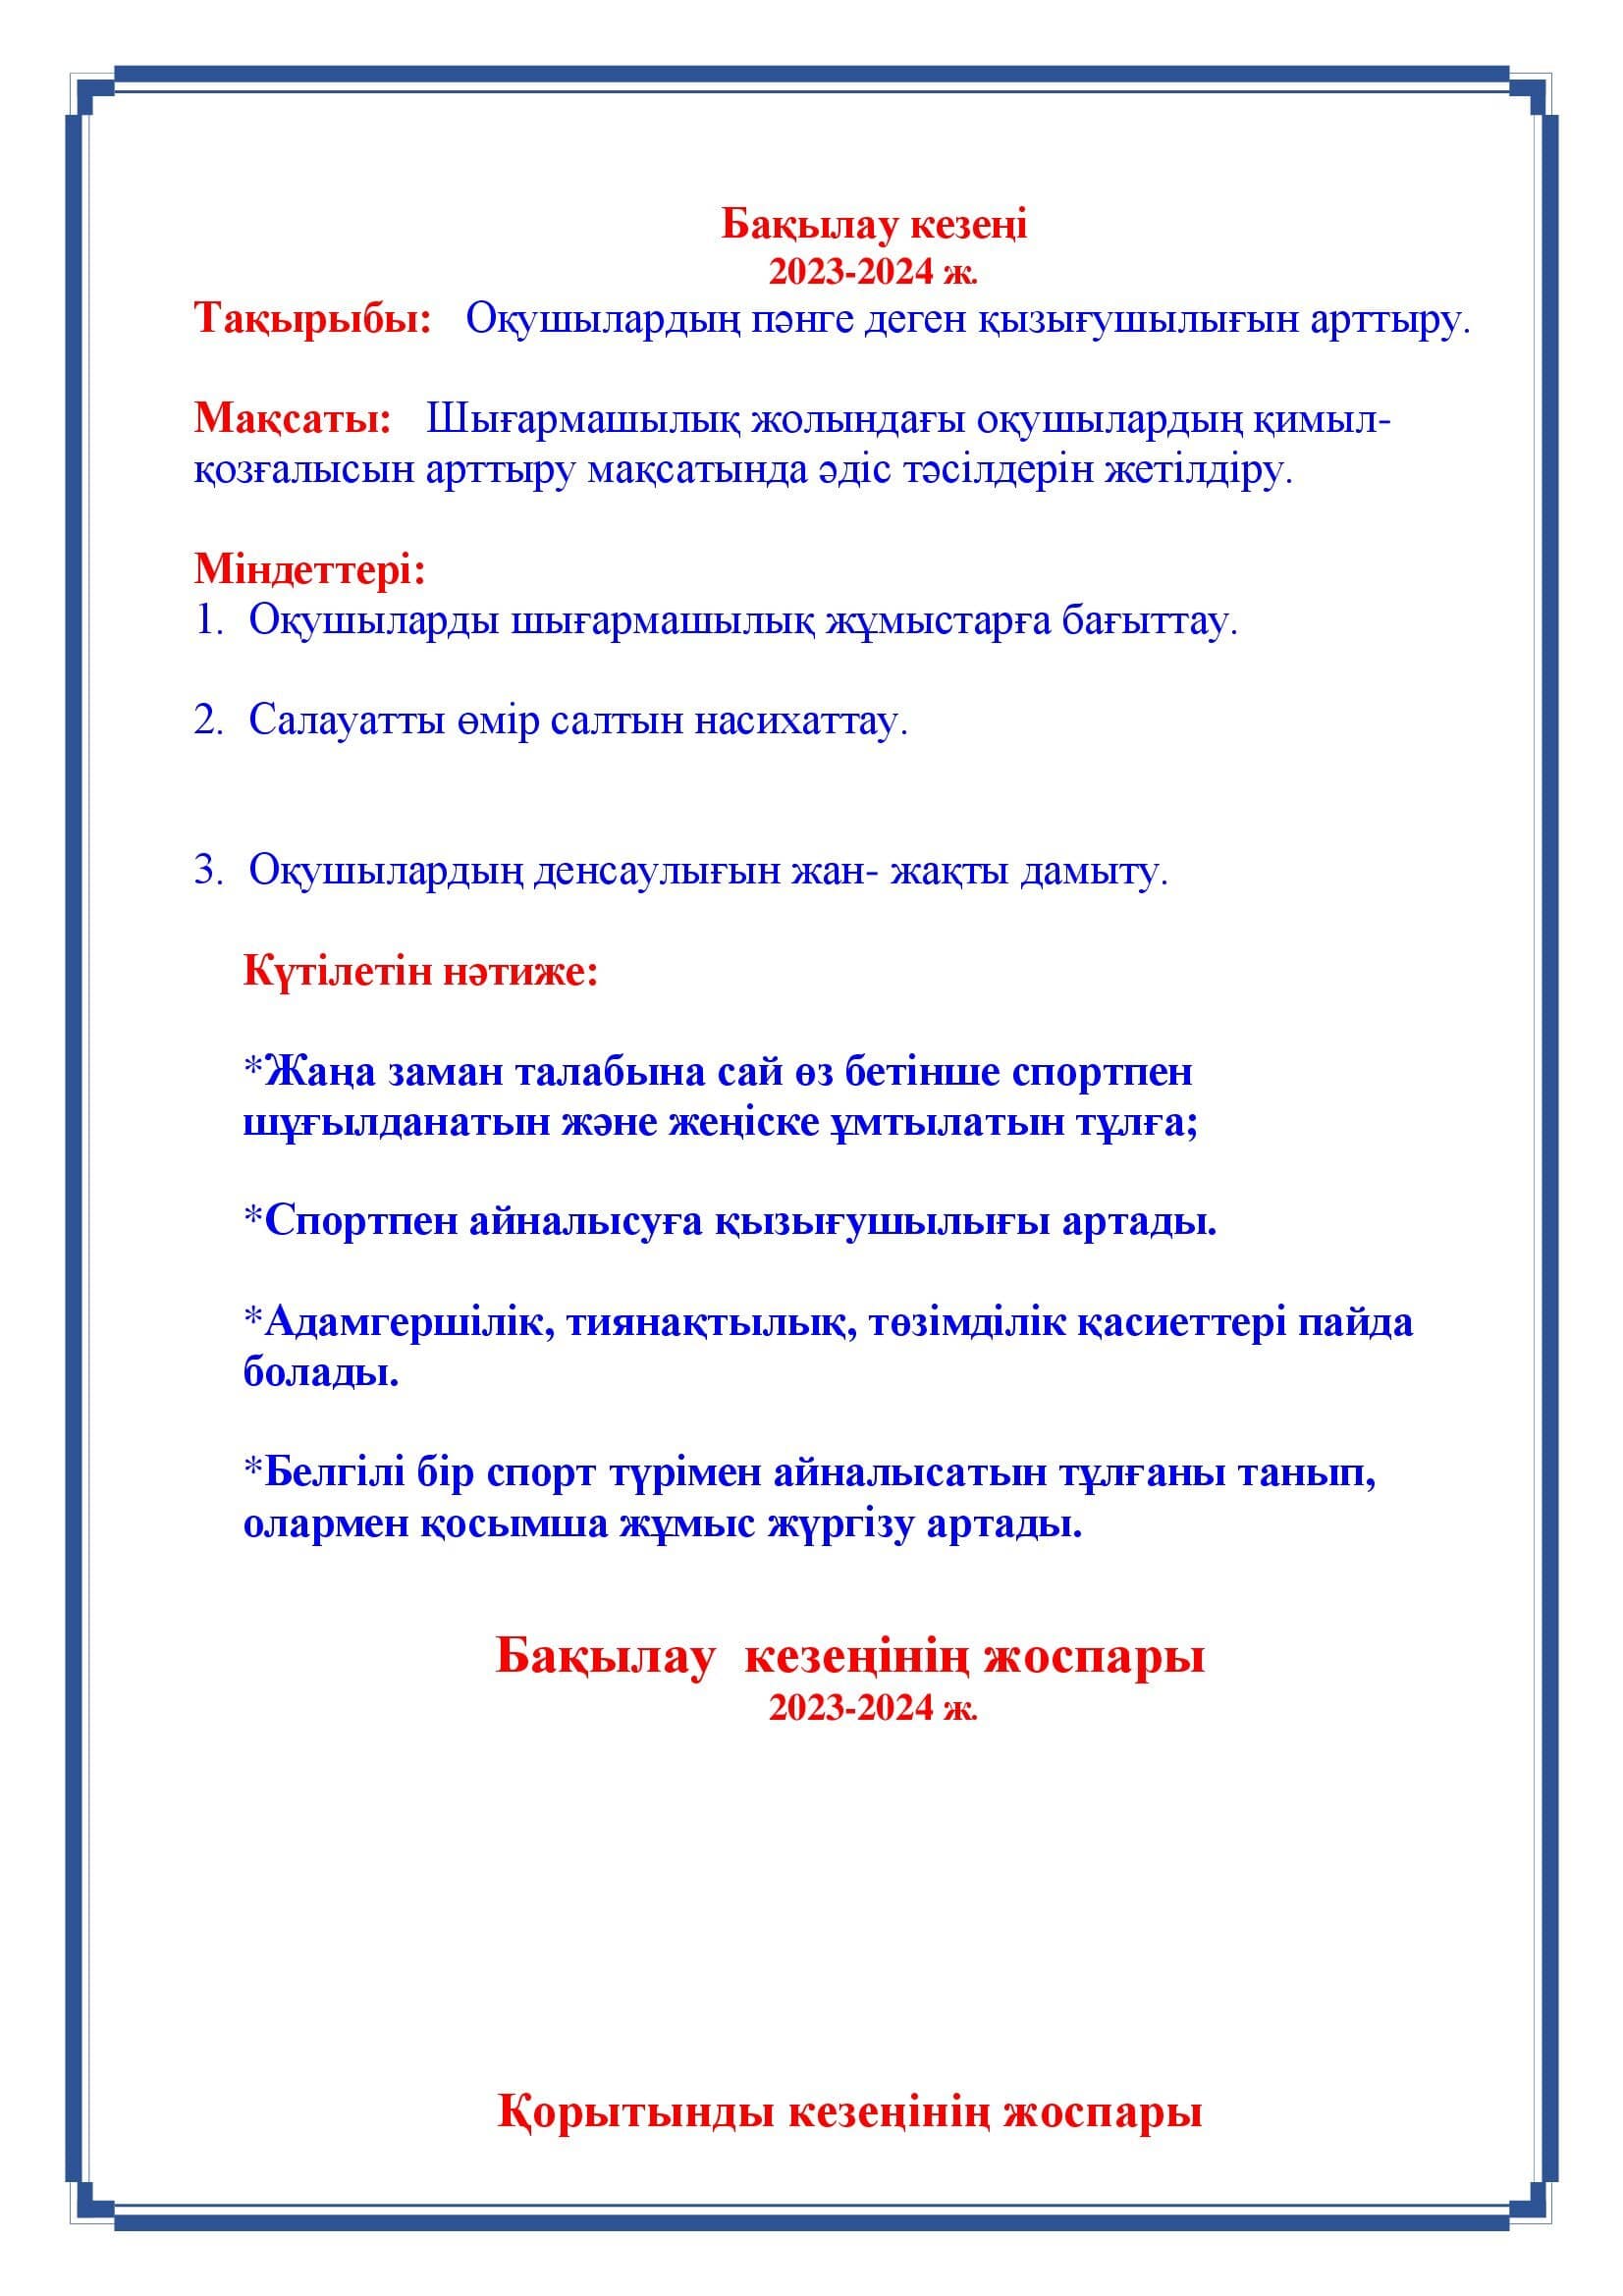 Бақылау кезеңі
2023-2024 ж.
Тақырыбы: Оқушылардың пәнге деген қызығушылығын арттыру.
Мақсаты: Шығармашылық жолындағы оқушылардың қимыл-
қозғалысын арттыру мақсатында әдіс тәсілдерін жетілдіру.
Міндеттері:
1. Оқушыларды шығармашылық жұмыстарға бағыттау.
2. Салауатты өмір салтын насихаттау.
3. Оқушылардың денсаулығын жан- жақты дамыту.
Күтілетін нәтиже:
*Жаңа заман талабына сай өз бетінше спортпен
шұғылданатын және жеңіске ұмтылатын тұлға;
*Спортпен айналысуға қызығушылығы артады.
*Адамгершілік, тиянақтылық, төзімділік қасиеттері пайда
болады.
*Белгілі бір спорт түрімен айналысатын тұлғаны танып,
олармен қосымша жұмыс жүргізу артады.
Бақылау кезеңінің жоспары
2023-2024 ж.
Қорытынды кезеңінің жоспары